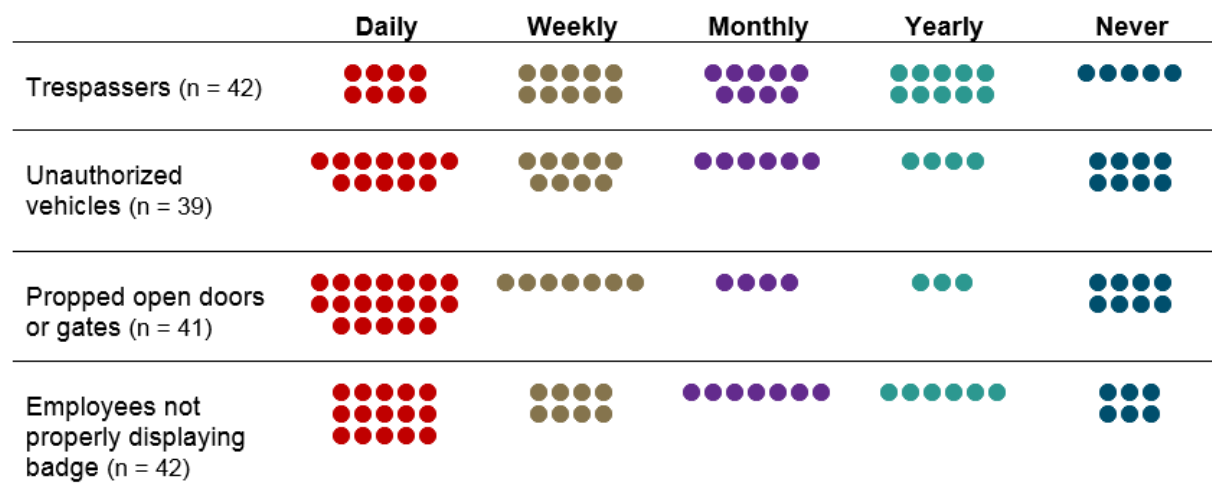 Daily Weekly Monthly Yearly Never
Trespassers (n = 42)
Unauthorized
vehicles (n = 39)
Propped open doors
or gates (n = 41)
Employees not
properly displaying
badge (n = 42)